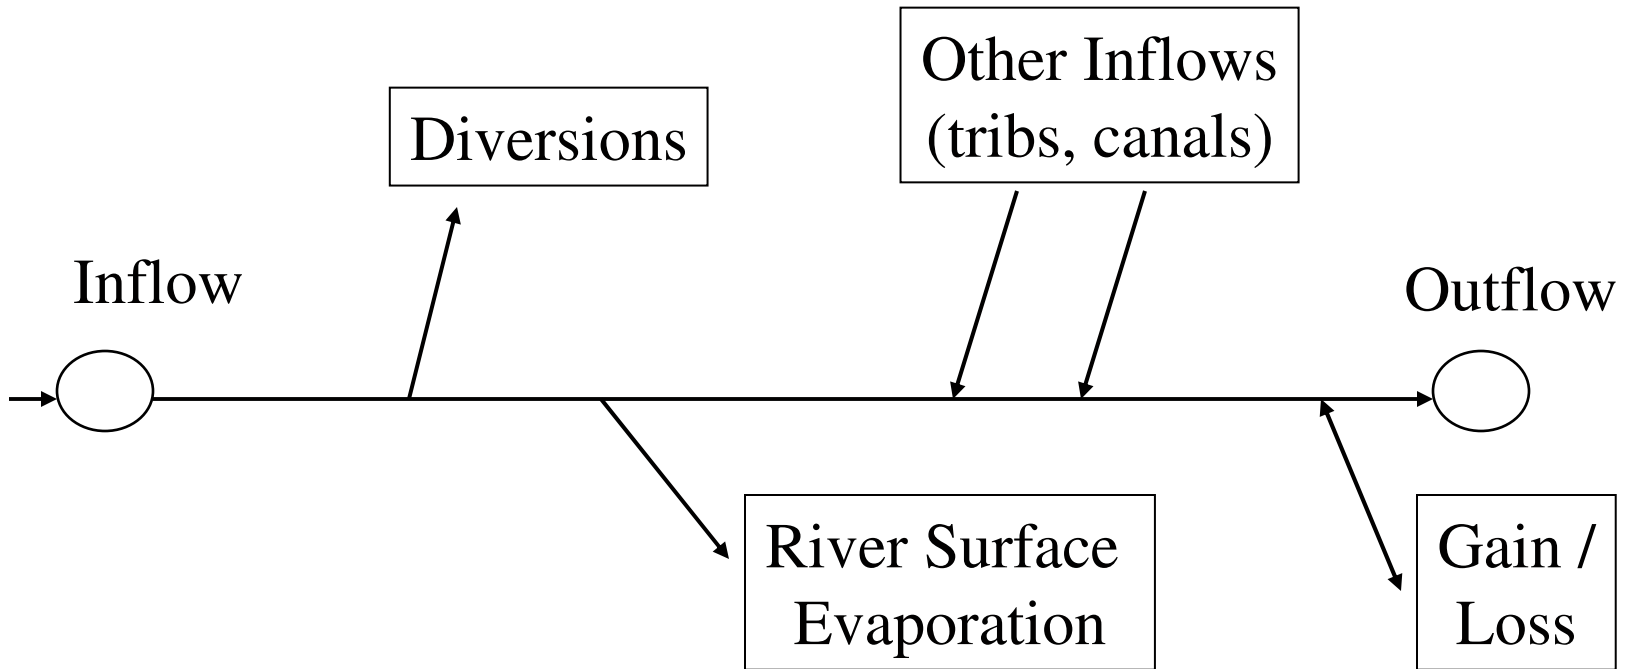 Other Inflows
(tribs, canals)
Diversions
Inflow
Outflow
River Surface
Evaporation
Gain /
Loss